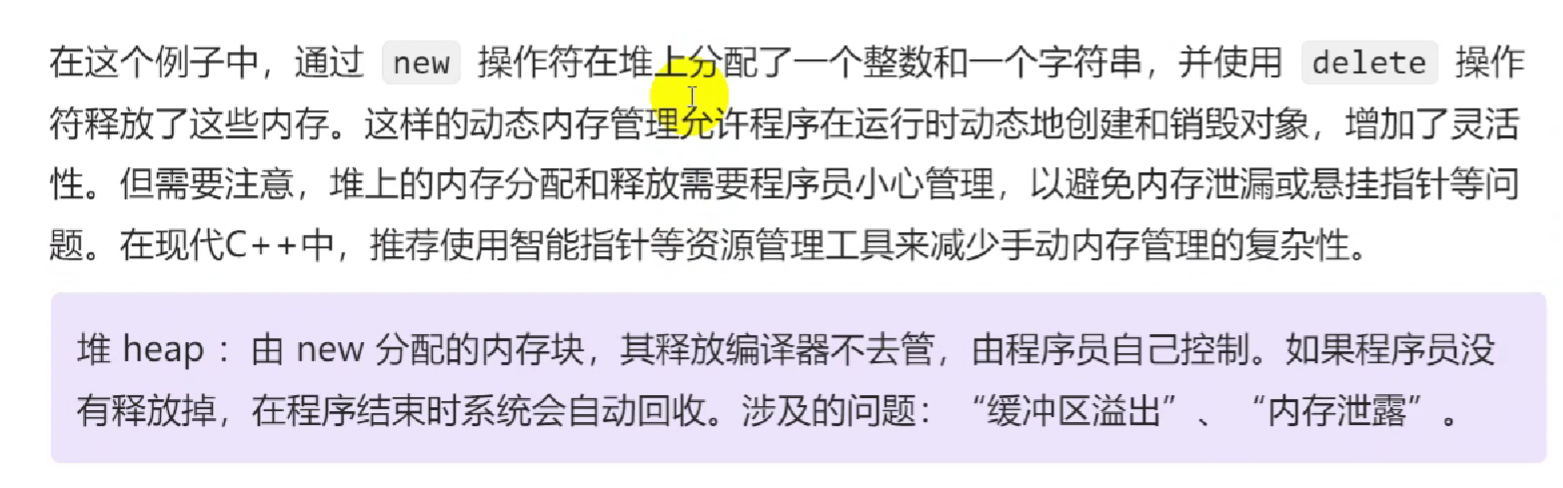 在这个例子中，通过 new 操作符在堆上分配了一个整数和一个字符串，并使用 delete 操作
符释放了这些内存。这样的动态内存管理允许程序在运行时动态地创建和销毁对象，增加了灵活
性。但需要注意，堆上的内存分配和释放需要程序员小心管理，以避免内存泄漏或悬挂指针等问
题。在现代C++中，推荐使用智能指针等资源管理工具来减少手动内存管理的复杂性。
堆 heap ：由 new 分配的内存块，其释放编译器不去管，由程序员自己控制。如果程序员没
有释放掉，在程序结束时系统会自动回收。涉及的问题：“缓冲区溢出”、“内存泄露”。